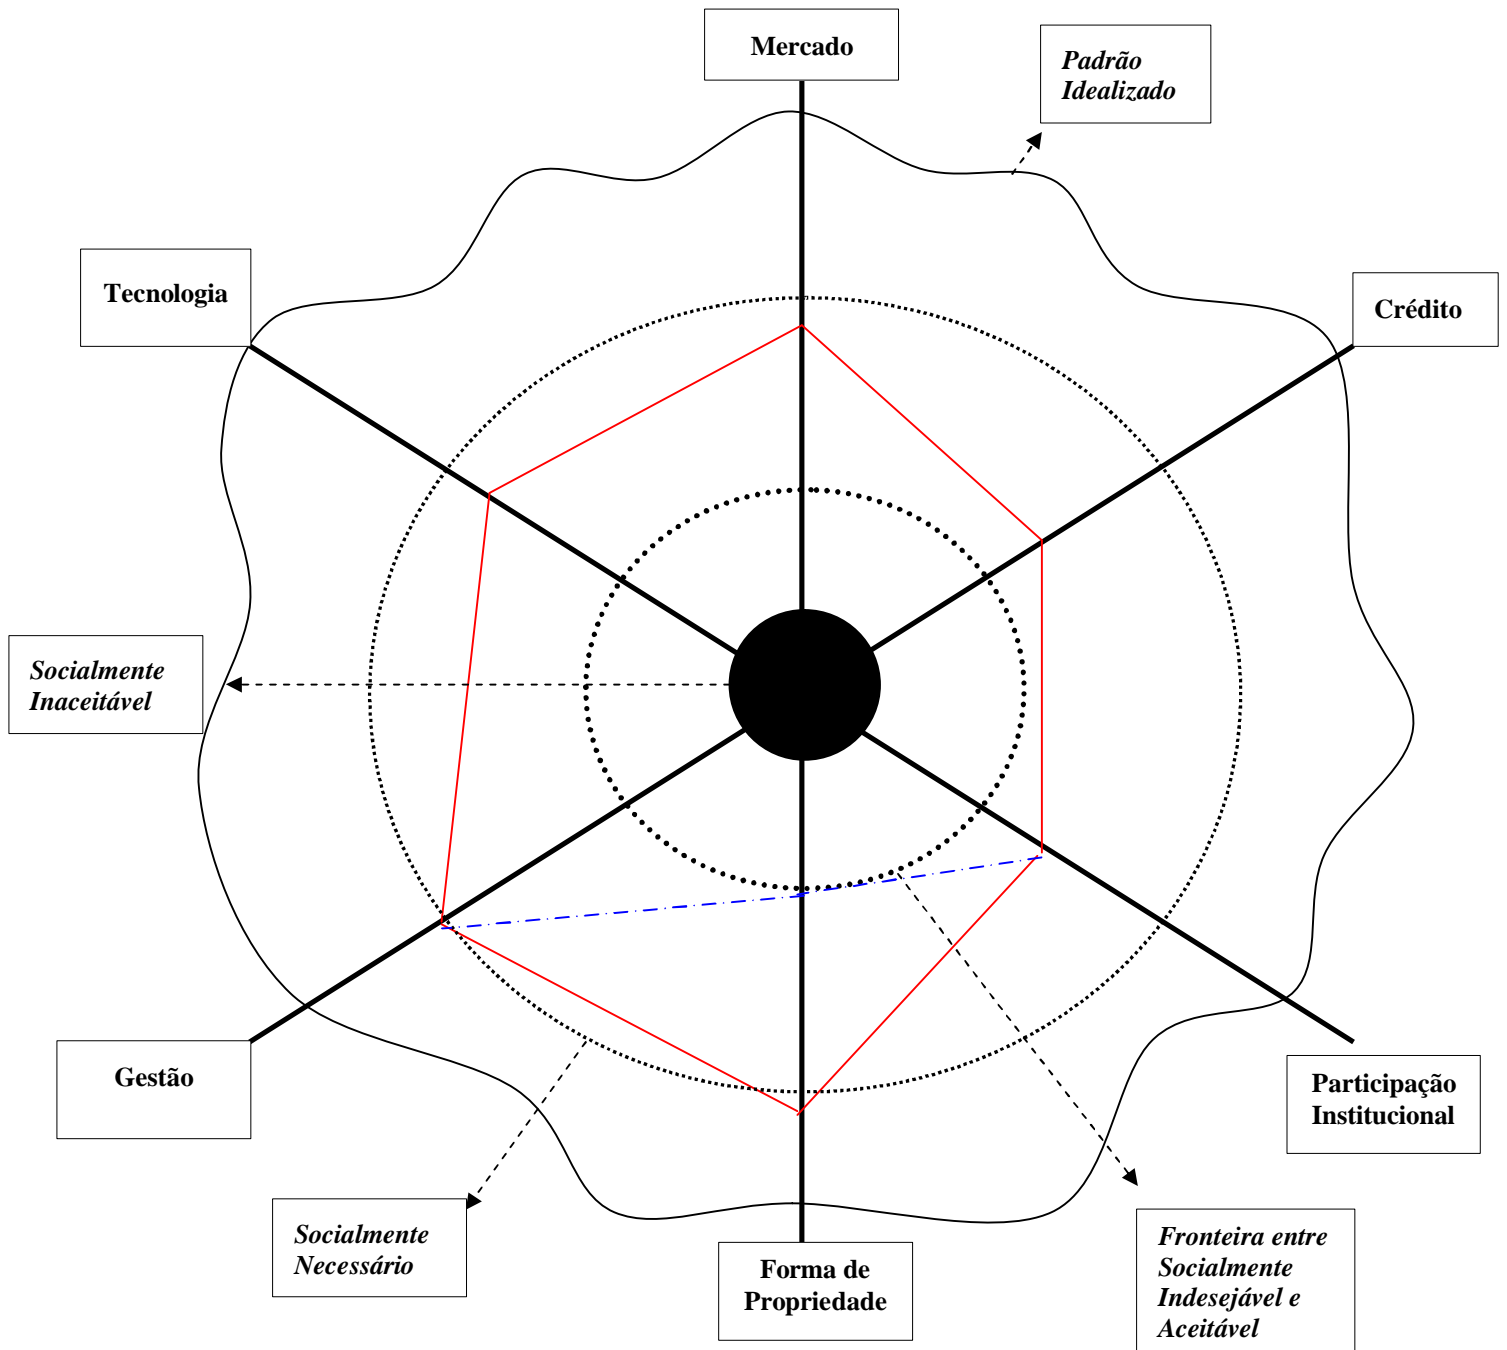 Mercado
Padrão
Idealizado
Tecnologia
Crédito
Socialmente
Inaceitável
Gestão
Participação
Institucional
Socialmente
Necessário
Forma de
Propriedade
Fronteira entre
Socialmente
Indesejável e
Aceitável